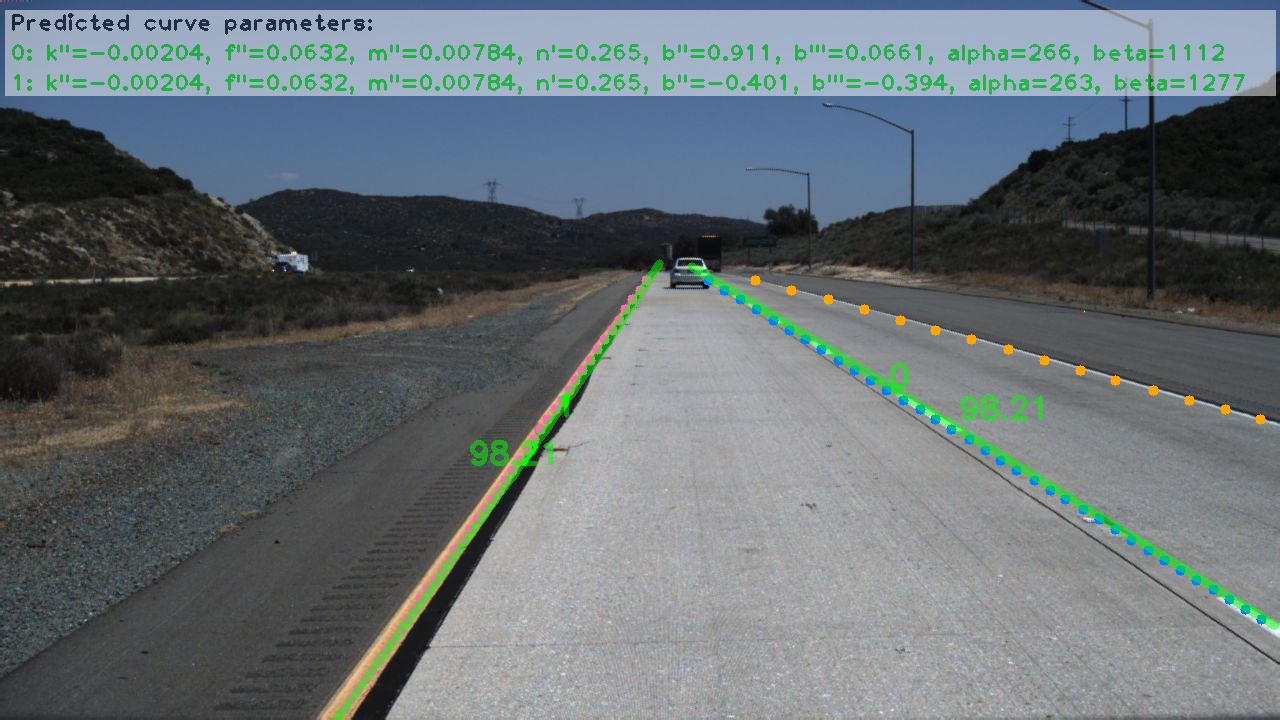 Predicted curve parameters:
0: k''=-0.00204, f''=0.0632, m''=0.00784, n'=0.265, b''=0.911, b'''=0.0661, alpha=266, beta=1112
1: k''=-0.00204, f''=0.0632, m''=0.00784, n'=0.265, b''=-0.401, b'''=-0.394, alpha=263, beta=1277
0
98.21
1
98.21